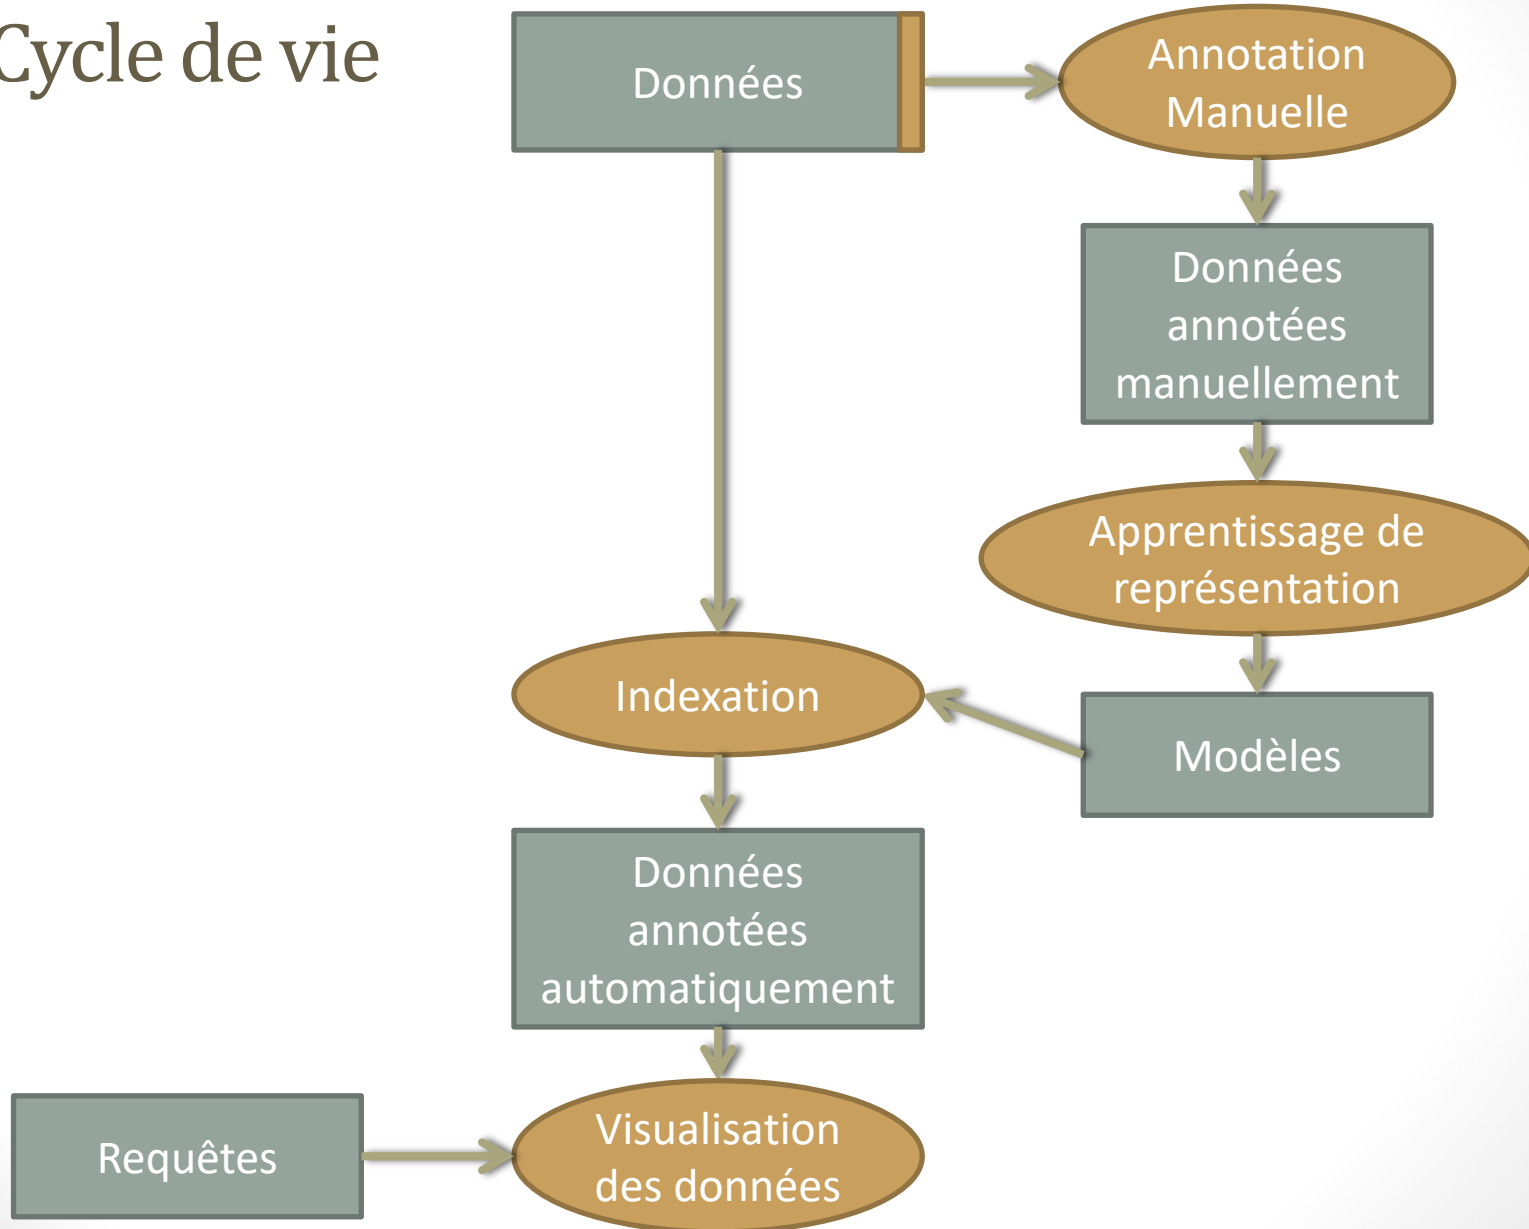 Cycle de vie
Données
Annotation
Manuelle
Données
annotées
manuellement
Apprentissage de
représentation
Indexation
Modèles
Données
annotées
automatiquement
Requêtes
Visualisation
des données